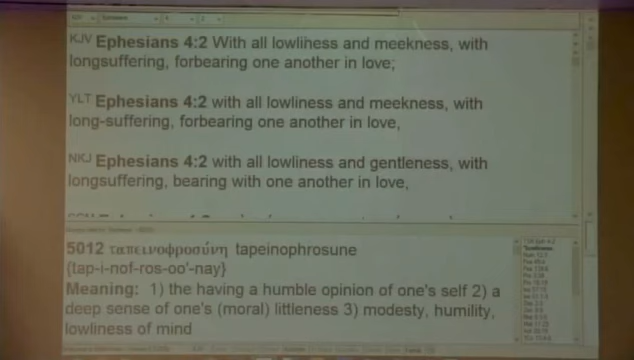 KJV Ephesians 4:2 With all lowliness and meekness, with
longsuffering, forbearing one another in love;
YLT Ephesians 4:2 with all lowliness and meekness, with
long-suffering, forbearing one another in love,
NKJ Ephesians 4:2 with all lowliness and gentleness, with
longsuffering, bearing with one another in love,
5012 ταπεινοφροσύνη tapeinophrosune
{tap-i-nof-ros-oo'-nay}
Meaning: 1) the having a humble opinion of one's self 2) a
deep sense of one's (moral) littleness 3) modesty, humility,
lowliness of mind